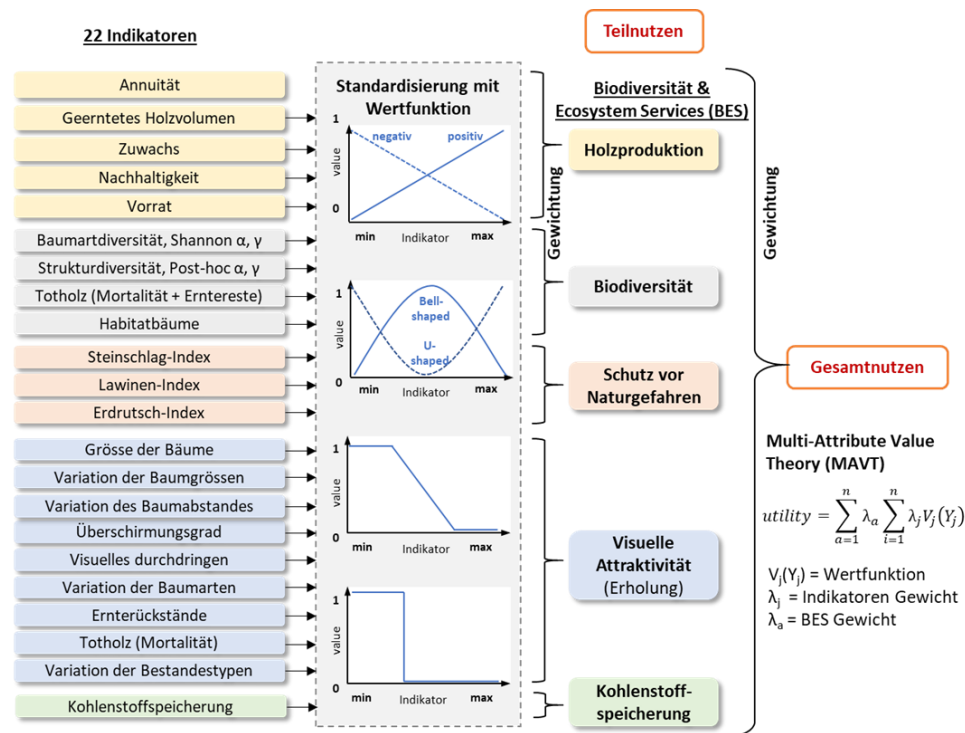 22 Indikatoren
Annuität
Geerntetes Holzvolumen
Zuwachs
Nachhaltigkeit
Vorrat
Baumartdiversität, Shannon α, γ
Strukturdiversität, Post-hoc α, γ
Totholz (Mortalität + Erntereste)
Habitatbäume
Steinschlag-Index
Lawinen-Index
Erdrutsch-Index
Grösse der Bäume
Variation der Baumgrössen
Variation des Baumabstandes
Überschirmungsgrad
Visuelles durchdringen
Variation der Baumarten
Ernterückstände
Totholz (Mortalität)
Variation der Bestandestypen
Kohlenstoffspeicherung
Standardisierung mit
Wertfunktion
1
negativ
positiv
value
0
min
Indikator
max
1
Bell-
shaped
value
U-
shaped
0
min
Indikator
max
1
value
0
min
Indikator
max
1
value
0
min
Indikator
max
Teilnutzen
Biodiversität &
Ecosystem Services (BES)
Gewichtung
Holzproduktion
Biodiversität
Schutz vor
Naturgefahren
Visuelle
Attraktivität
(Erholung)
Kohlenstoff-
speicherung
Gewichtung
Gesamtnutzen
Multi-Attribute Value
Theory (MAVT)
utility = ∑_{a=1}^{n} λ_a ∑_{i=1}^{n} λ_j V_j(Y_j)
V_j(Y_j) = Wertfunktion
λ_j = Indikatoren Gewicht
λ_a = BES Gewicht